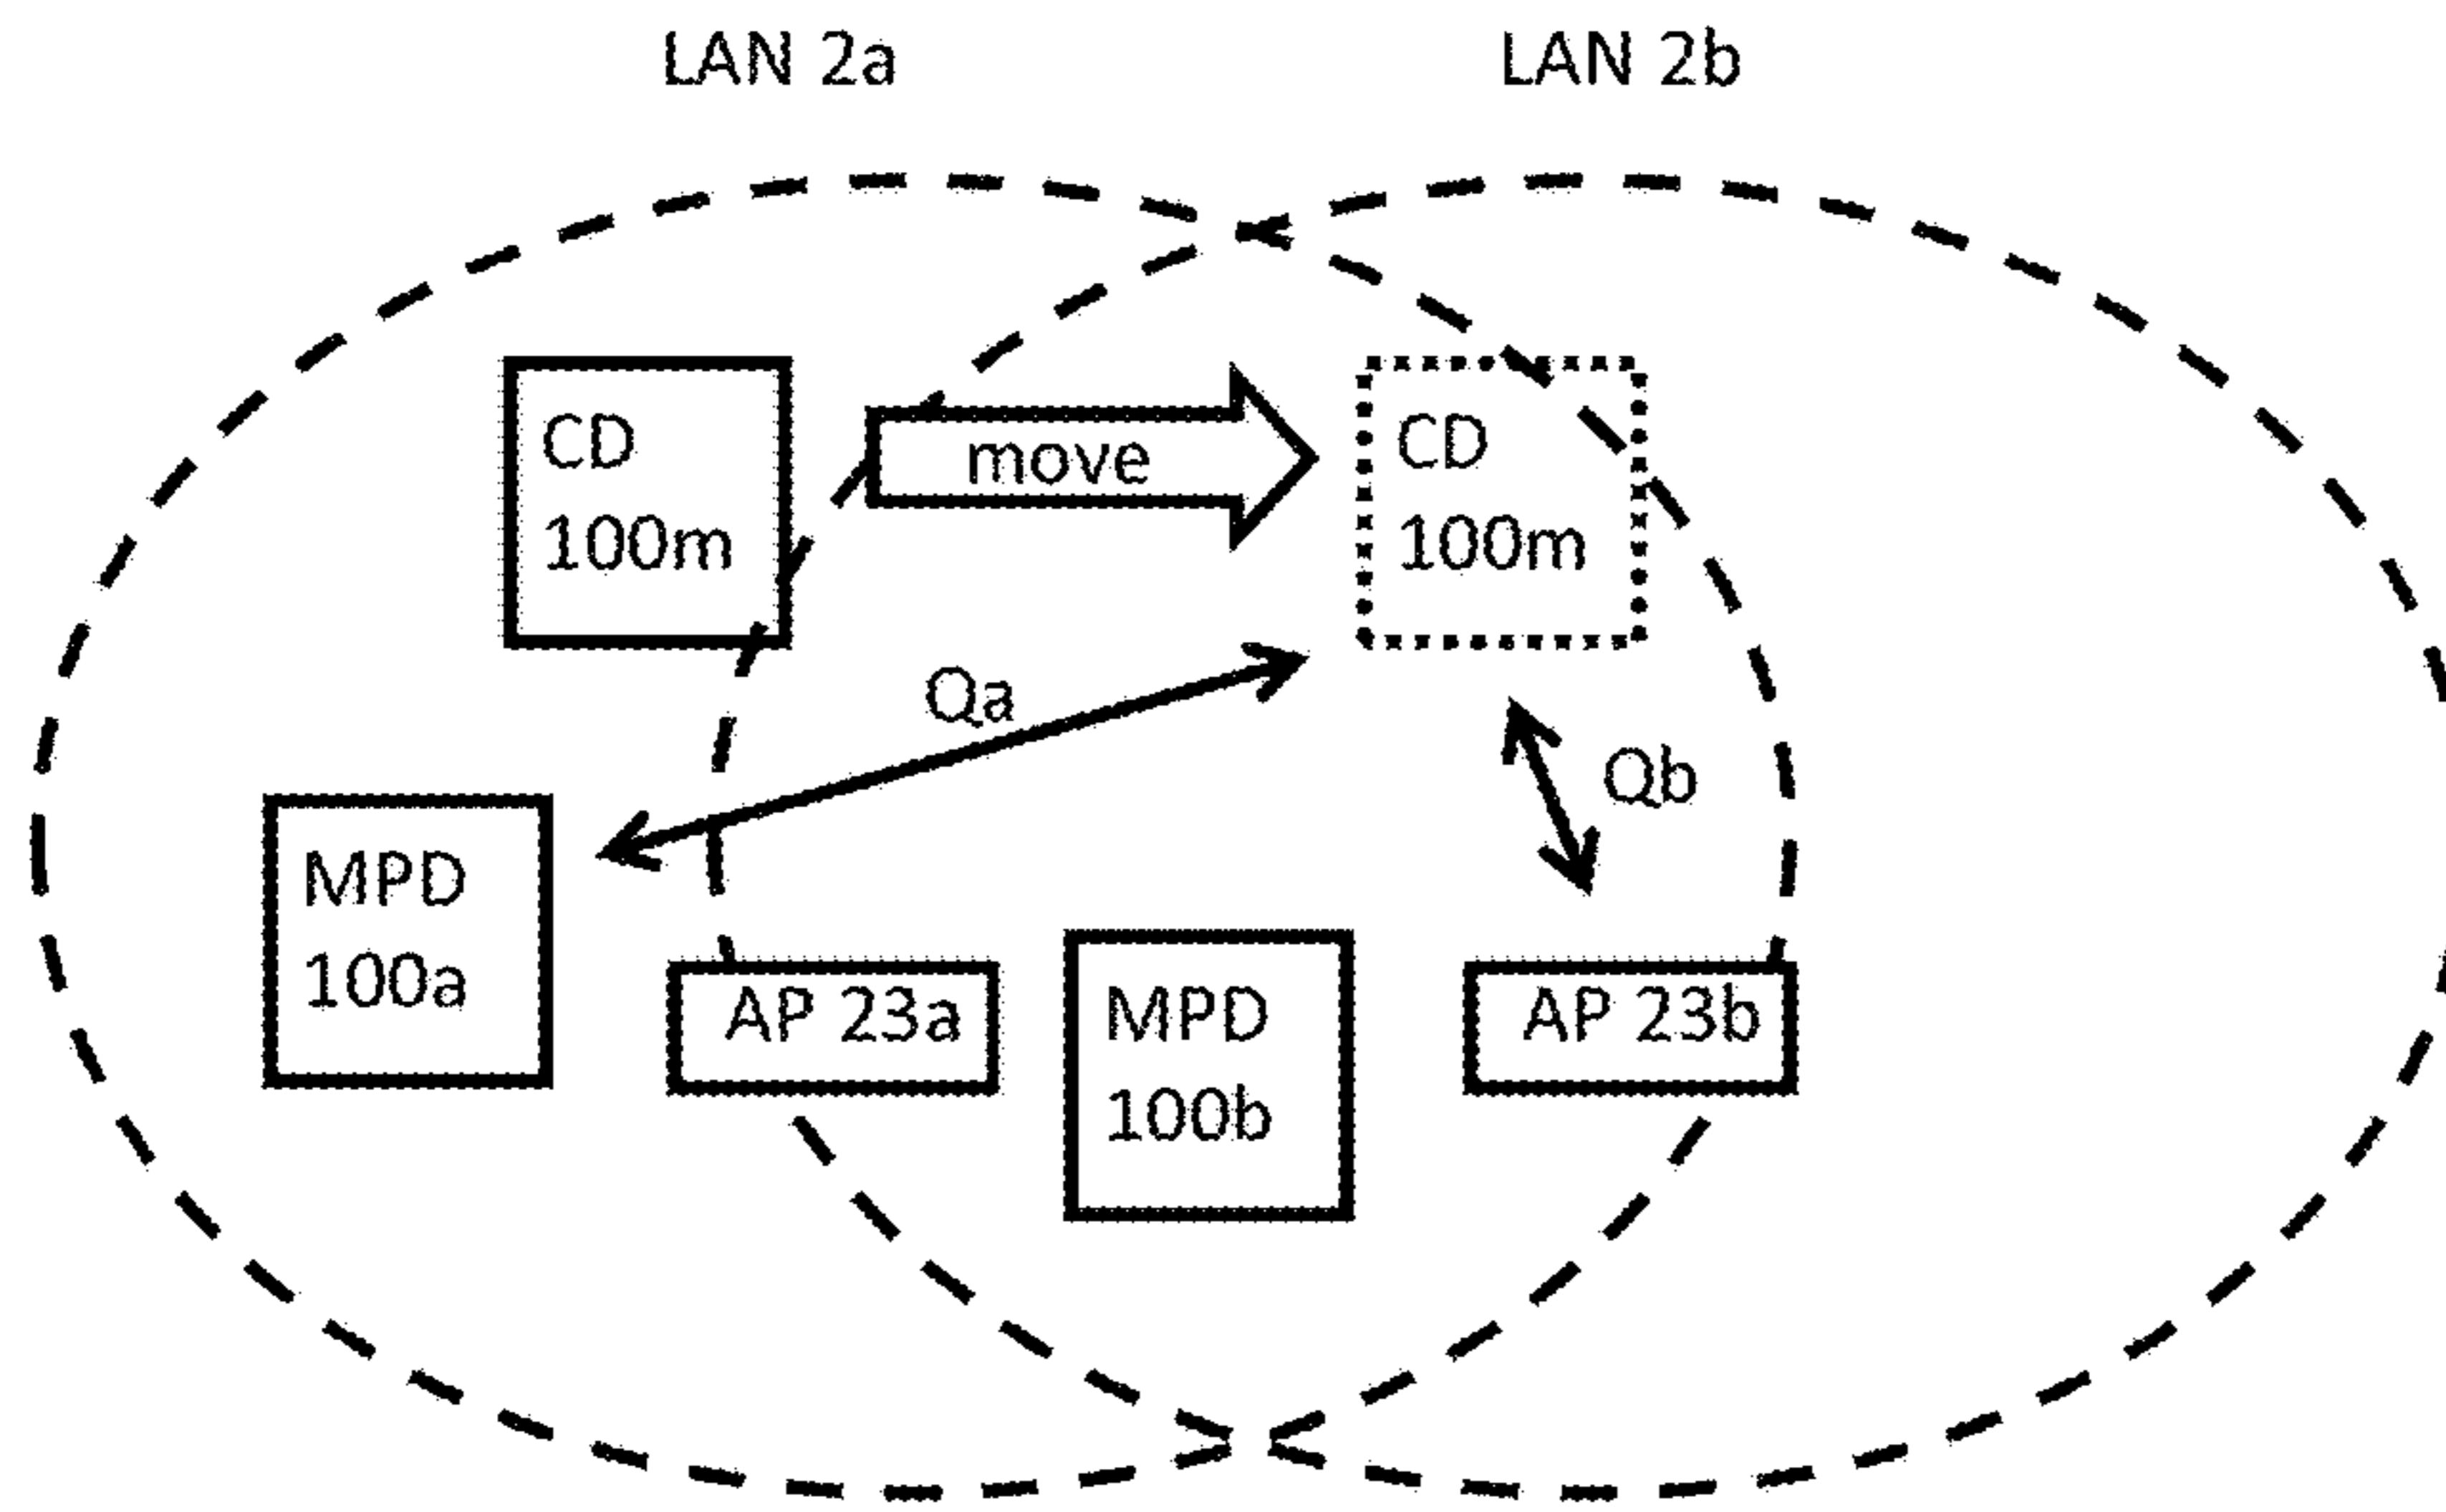 LAN 2a
LAN 2b
CD
100m
move
CD
100m
Qa
Qb
MPD
100a
AP 23a
MPD
100b
AP 23b